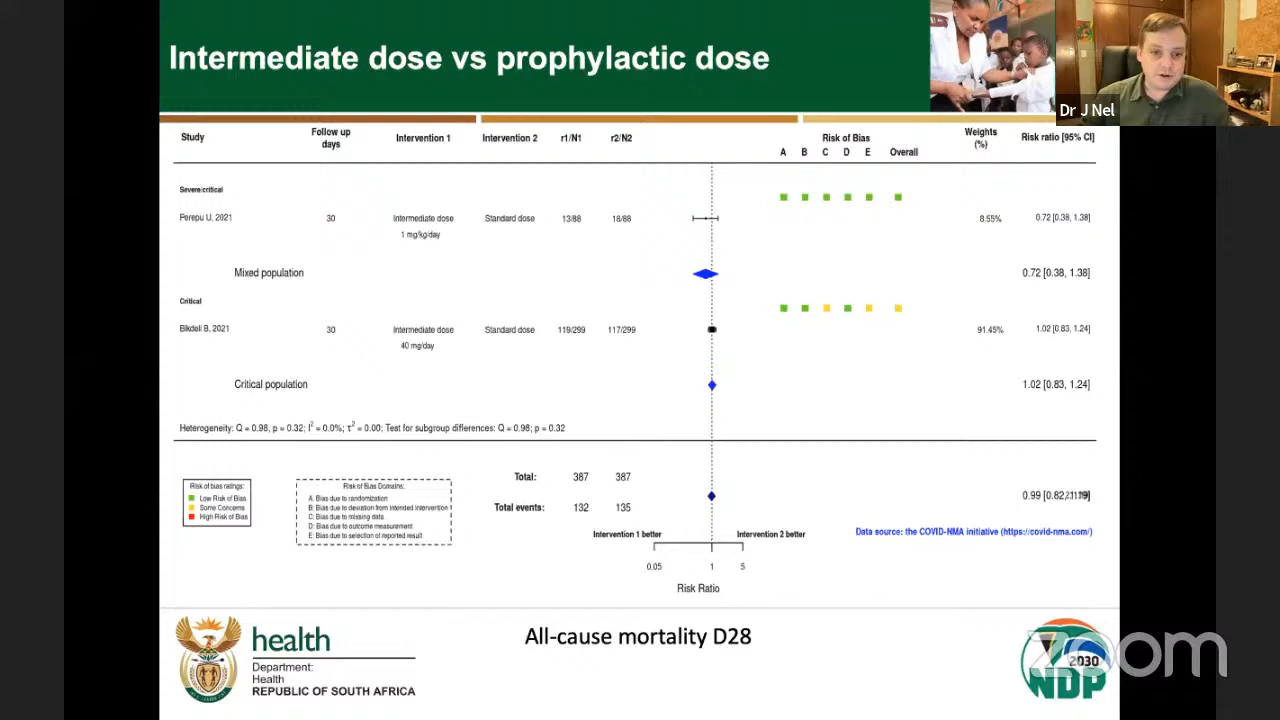 Intermediate dose vs prophylactic dose
Dr J Nel
Study Follow up days Intervention 1 Intervention 2 r1/N1 r2/N2 Risk of Bias Weights (%) Risk ratio [95% CI]
A B C D E Overall
Severe/critical
Perepu U, 2021 30 Intermediate dose Standard dose 13/88 18/88 8.55% 0.72 [0.38, 1.38]
1 mg/kg/day
Mixed population 0.72 [0.38, 1.38]
Critical
Bikdeli B, 2021 30 Intermediate dose Standard dose 119/299 117/299 91.45% 1.02 [0.83, 1.24]
40 mg/day
Critical population 1.02 [0.83, 1.24]
Heterogeneity: Q = 0.98, p = 0.32; I² = 0.0%; τ² = 0.00; Test for subgroup differences: Q = 0.98; p = 0.32
Total: 387 387
0.99 [0.82,
Total events: 132 135
Risk of bias ratings:
Low Risk of Bias
Some Concerns
High Risk of Bias
Risk of Bias Domains:
A: Bias due to randomization
B: Bias due to deviation from intended intervention
C: Bias due to missing data
D: Bias due to outcome measurement
E: Bias due to selection of reported result
Intervention 1 better Intervention 2 better
Data source: the COVID-NMA initiative (https://covid-nma.com/)
0.05 1 5
Risk Ratio
All-cause mortality D28
health
Department:
Health
REPUBLIC OF SOUTH AFRICA
2030
NDP
zoom